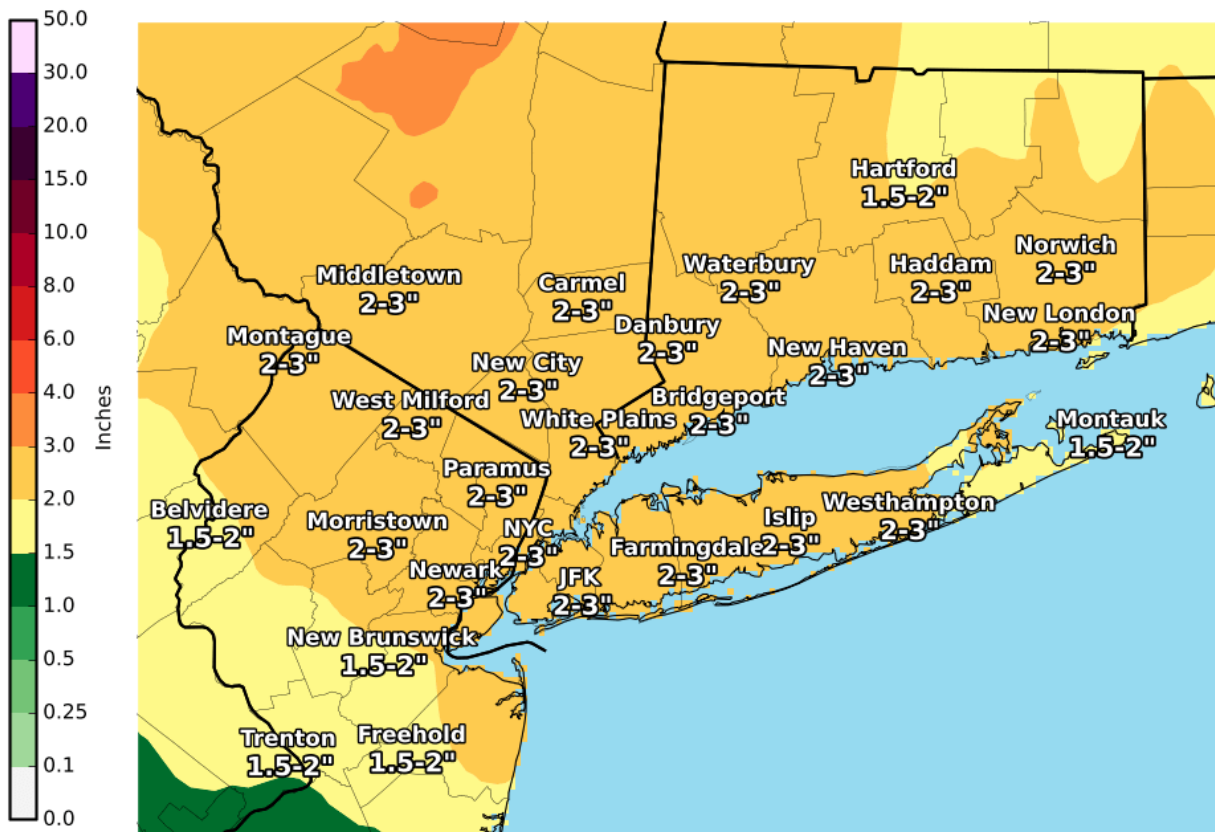 50.0
30.0
20.0
15.0
10.0
8.0
6.0
4.0
3.0
2.0
1.5
1.0
0.5
0.25
0.1
0.0
Inches
Hartford
1.5-2"
Norwich
2-3"
Waterbury
2-3"
Haddam
2-3"
Middletown
2-3"
Carmel
2-3"
New London
2-3"
Danbury
2-3"
Montague
2-3"
New Haven
2-3"
New City
2-3"
West Milford
2-3"
Bridgeport
2-3"
White Plains
2-3"
Montauk
1.5-2"
Paramus
2-3"
Westhampton
2-3"
Belvidere
1.5-2"
Morristown
2-3"
NYC
2-3"
Islip
2-3"
Farmingdale
2-3"
Newark
2-3"
JFK
2-3"
New Brunswick
1.5-2"
Trenton
1.5-2"
Freehold
1.5-2"